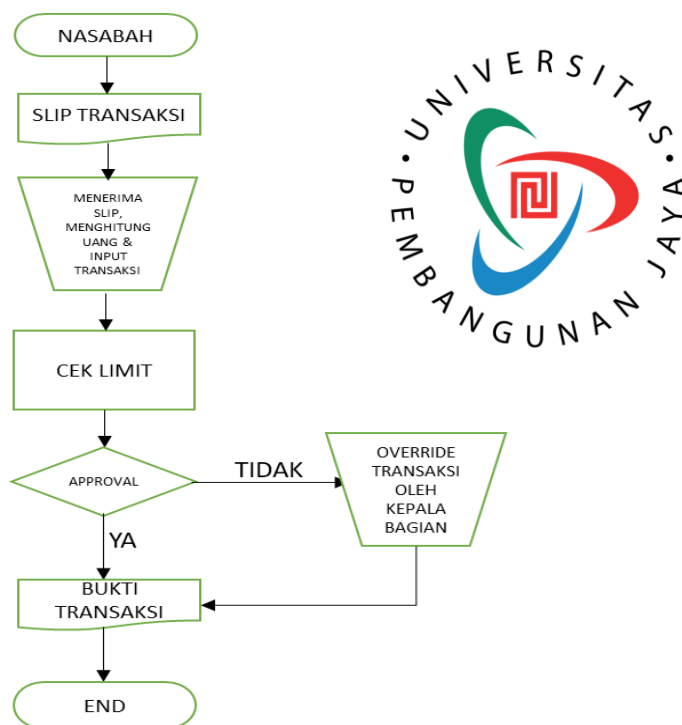 NASABAH
SLIP TRANSAKSI
MENERIMA
SLIP,
MENGHITUNG
UANG &
INPUT
TRANSAKSI
CEK LIMIT
APPROVAL
TIDAK
OVERRIDE
TRANSAKSI
OLEH
KEPALA
BAGIAN
YA
BUKTI
TRANSAKSI
END
• UNIVERSITAS •
PEMBANGUNAN JAYA